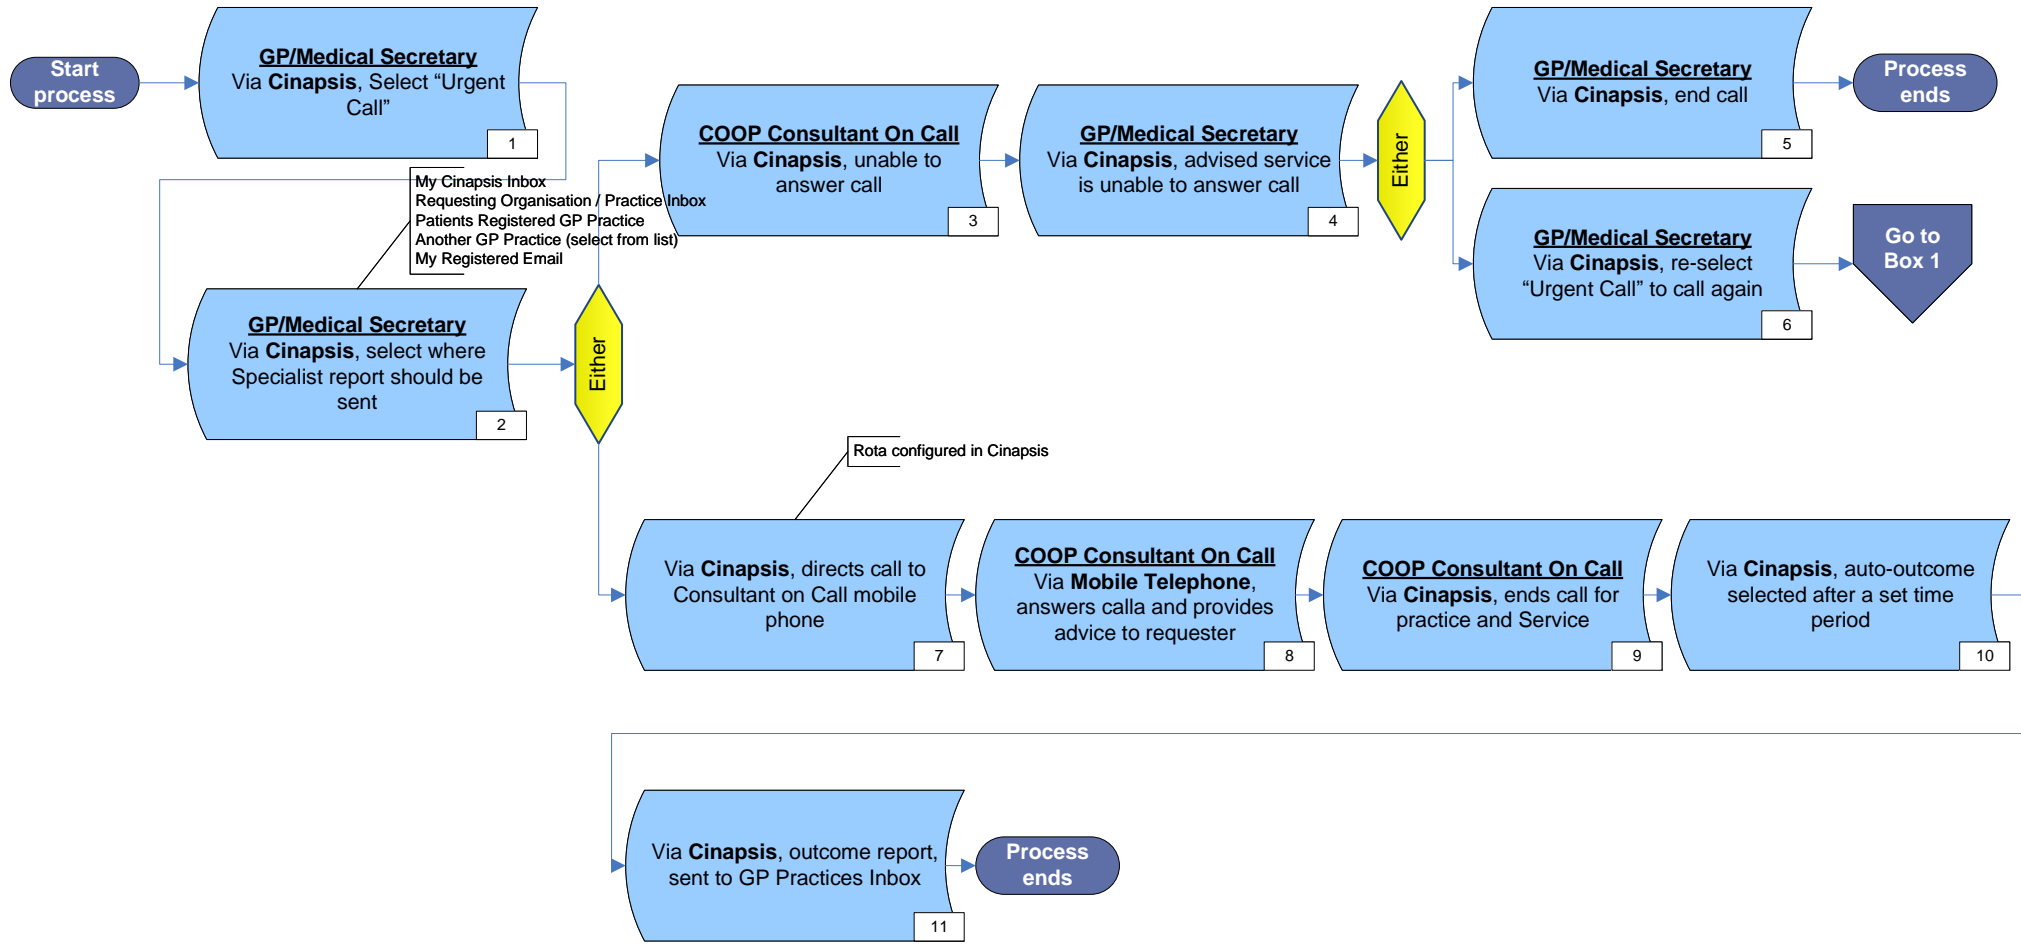 Start
process
GP/Medical Secretary
Via Cinapsis, Select “Urgent
Call”
1
My Cinapsis Inbox
Requesting Organisation / Practice Inbox
Patients Registered GP Practice
Another GP Practice (select from list)
My Registered Email
GP/Medical Secretary
Via Cinapsis, select where
Specialist report should be
sent
2
Either
COOP Consultant On Call
Via Cinapsis, unable to
answer call
3
GP/Medical Secretary
Via Cinapsis, advised service
is unable to answer call
4
Either
GP/Medical Secretary
Via Cinapsis, end call
5
Process
ends
GP/Medical Secretary
Via Cinapsis, re-select
“Urgent Call” to call again
6
Go to
Box 1
Rota configured in Cinapsis
Via Cinapsis, directs call to
Consultant on Call mobile
phone
7
COOP Consultant On Call
Via Mobile Telephone,
answers calla and provides
advice to requester
8
COOP Consultant On Call
Via Cinapsis, ends call for
practice and Service
9
Via Cinapsis, auto-outcome
selected after a set time
period
10
Via Cinapsis, outcome report,
sent to GP Practices Inbox
11
Process
ends